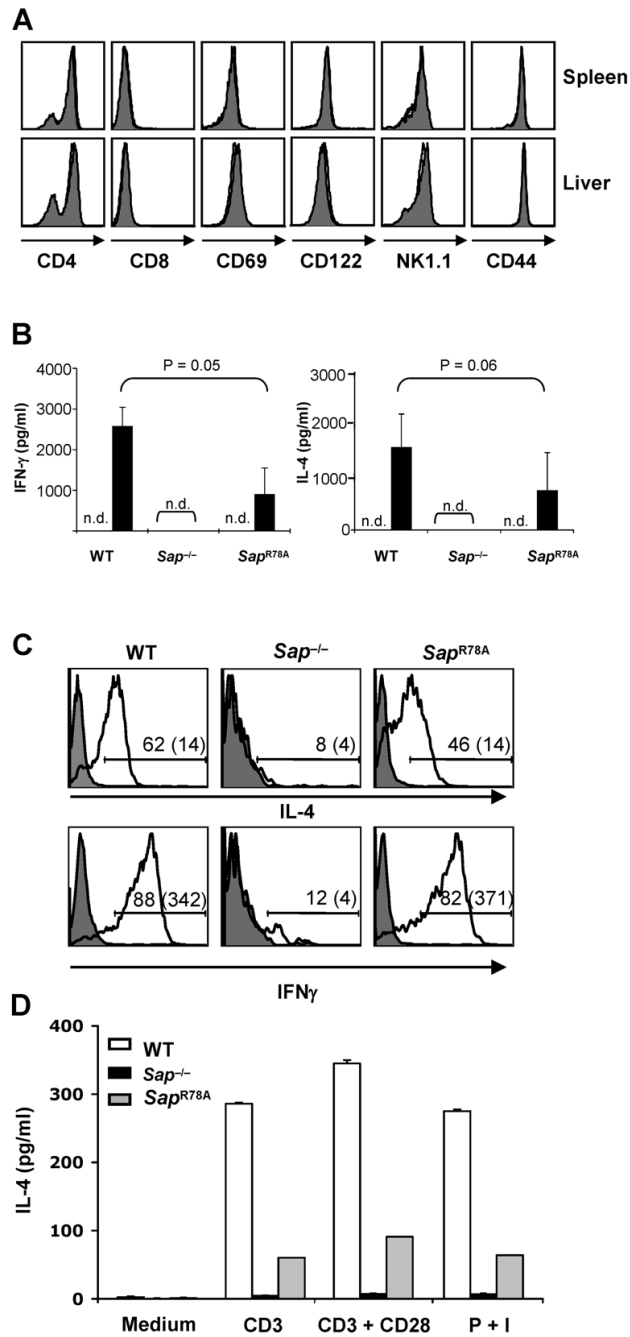 A
Spleen
Liver
CD4 CD8 CD69 CD122 NK1.1 CD44
B
P = 0.05
IFN-γ (pg/ml)
4000
3000
2000
1000
n.d. n.d. n.d.
WT Sap–/– SapR78A
P = 0.06
IL-4 (pg/ml)
3000
2000
1000
0
n.d. n.d. n.d.
WT Sap–/– SapR78A
C
WT Sap–/– SapR78A
62 (14) 8 (4) 46 (14)
IL-4
88 (342) 12 (4) 82 (371)
IFNγ
D
WT
Sap–/–
SapR78A
IL-4 (pg/ml)
400
300
200
100
0
Medium CD3 CD3 + CD28 P + I